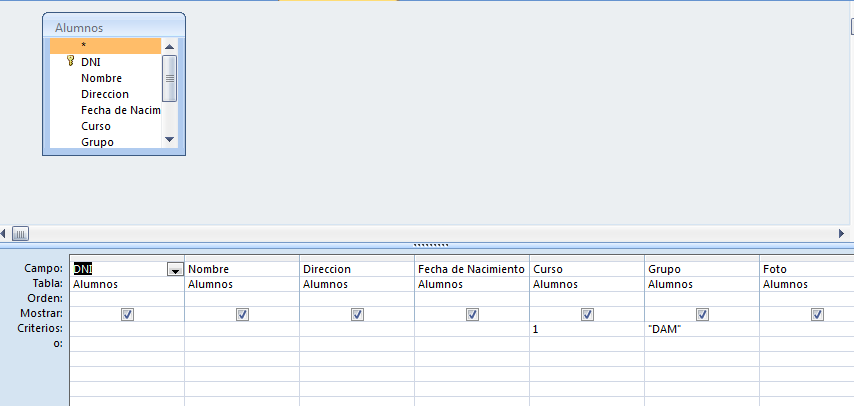 Alumnos
*
DNI
Nombre
Direccion
Fecha de Nacim
Curso
Grupo
Campo: DNI Nombre Direccion Fecha de Nacimiento Curso Grupo Foto
Tabla: Alumnos Alumnos Alumnos Alumnos Alumnos Alumnos Alumnos
Orden:
Mostrar:
Criterios: 1 "DAM"
o: